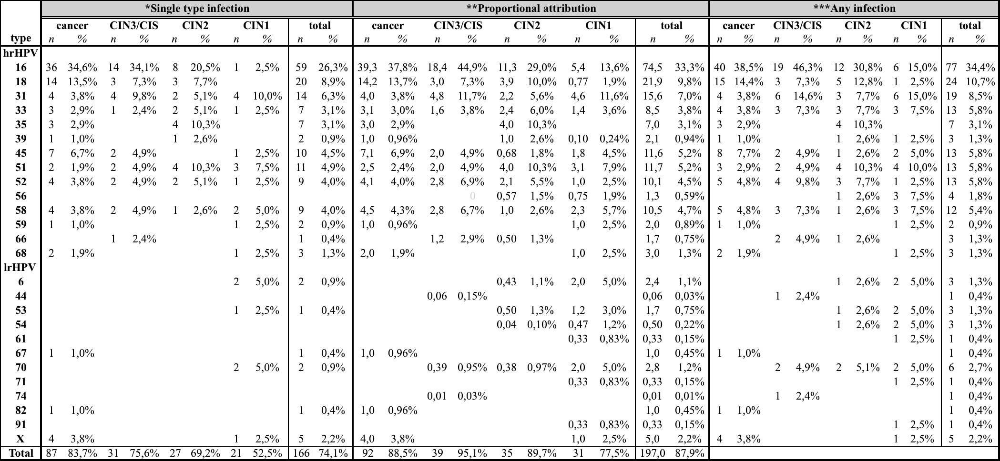 *Single type infection **Proportional attribution ***Any infection
cancer CIN3/CIS CIN2 CIN1 total cancer CIN3/CIS CIN2 CIN1 total cancer CIN3/CIS CIN2 CIN1 total
type n % n % n % n % n % n % n % n % n % n % n % n % n % n % n %
hrHPV
16 36 34,6% 14 34,1% 8 20,5% 1 2,5% 59 26,3% 39,3 37,8% 18,4 44,9% 11,3 29,0% 5,4 13,6% 74,5 33,3% 40 38,5% 19 46,3% 12 30,8% 6 15,0% 77 34,4%
18 14 13,5% 3 7,3% 3 7,7% 20 8,9% 14,2 13,7% 3,0 7,3% 3,9 10,0% 0,77 1,9% 21,9 9,8% 15 14,4% 3 7,3% 5 12,8% 1 2,5% 24 10,7%
31 4 3,8% 4 9,8% 2 5,1% 4 10,0% 14 6,3% 4,0 3,8% 4,8 11,7% 2,2 5,6% 4,6 11,6% 15,6 7,0% 4 3,8% 6 14,6% 3 7,7% 6 15,0% 19 8,5%
33 3 2,9% 1 2,4% 2 5,1% 1 2,5% 7 3,1% 3,1 3,0% 1,6 3,8% 2,4 6,0% 1,4 3,6% 8,5 3,8% 4 3,8% 3 7,3% 3 7,7% 3 7,5% 13 5,8%
35 3 2,9% 4 10,3% 7 3,1% 3,0 2,9% 4,0 10,3% 7,0 3,1% 3 2,9% 4 10,3% 7 3,1%
39 1 1,0% 1 2,6% 2 0,9% 1,0 0,96% 1,0 2,6% 0,10 0,24% 2,1 0,94% 1 1,0% 1 2,6% 1 2,5% 3 1,3%
45 7 6,7% 2 4,9% 1 2,5% 10 4,5% 7,1 6,9% 2,0 4,9% 0,68 1,8% 1,8 4,5% 11,6 5,2% 8 7,7% 2 4,9% 1 2,6% 2 5,0% 13 5,8%
51 2 1,9% 2 4,9% 4 10,3% 3 7,5% 11 4,9% 2,5 2,4% 2,0 4,9% 4,0 10,3% 3,1 7,9% 11,7 5,2% 3 2,9% 2 4,9% 4 10,3% 4 10,0% 13 5,8%
52 4 3,8% 2 4,9% 2 5,1% 1 2,5% 9 4,0% 4,1 4,0% 2,8 6,9% 2,1 5,5% 1,0 2,5% 10,1 4,5% 5 4,8% 4 9,8% 3 7,7% 1 2,5% 13 5,8%
56 0 0,57 1,5% 0,75 1,9% 1,3 0,59% 1 2,6% 3 7,5% 4 1,8%
58 4 3,8% 2 4,9% 1 2,6% 2 5,0% 9 4,0% 4,5 4,3% 2,8 6,7% 1,0 2,6% 2,3 5,7% 10,5 4,7% 5 4,8% 3 7,3% 1 2,6% 3 7,5% 12 5,4%
59 1 1,0% 1 2,5% 2 0,9% 1,0 0,96% 1,0 2,5% 2,0 0,89% 1 1,0% 1 2,5% 2 0,9%
66 1 2,4% 1 0,4% 1,2 2,9% 0,50 1,3% 1,7 0,75% 2 4,9% 1 2,6% 3 1,3%
68 2 1,9% 1 2,5% 3 1,3% 2,0 1,9% 1,0 2,5% 3,0 1,3% 2 1,9% 1 2,5% 3 1,3%
lrHPV
6 2 5,0% 2 0,9% 0,43 1,1% 2,0 5,0% 2,4 1,1% 1 2,6% 2 5,0% 3 1,3%
44 0,06 0,15% 0,06 0,03% 1 2,4% 1 0,4%
53 1 2,5% 1 0,4% 0,50 1,3% 1,2 3,0% 1,7 0,75% 1 2,6% 2 5,0% 3 1,3%
54 0,04 0,10% 0,47 1,2% 0,50 0,22% 1 2,6% 2 5,0% 3 1,3%
61 0,33 0,83% 0,33 0,15% 1 2,5% 1 0,4%
67 1 1,0% 1 0,4% 1,0 0,96% 1,0 0,45% 1 1,0% 1 0,4%
70 2 5,0% 2 0,9% 0,39 0,95% 0,38 0,97% 2,0 5,0% 2,8 1,2% 2 4,9% 2 5,1% 2 5,0% 6 2,7%
71 0,33 0,83% 0,33 0,15% 1 2,5% 1 0,4%
74 0,01 0,03% 0,01 0,01% 1 2,4% 1 0,4%
82 1 1,0% 1 0,4% 1,0 0,96% 1,0 0,45% 1 1,0% 1 0,4%
91 0,33 0,83% 0,33 0,15% 1 2,5% 1 0,4%
X 4 3,8% 1 2,5% 5 2,2% 4,0 3,8% 1,0 2,5% 5,0 2,2% 4 3,8% 1 2,5% 5 2,2%
Total 87 83,7% 31 75,6% 27 69,2% 21 52,5% 166 74,1% 92 88,5% 39 95,1% 35 89,7% 31 77,5% 197,0 87,9%